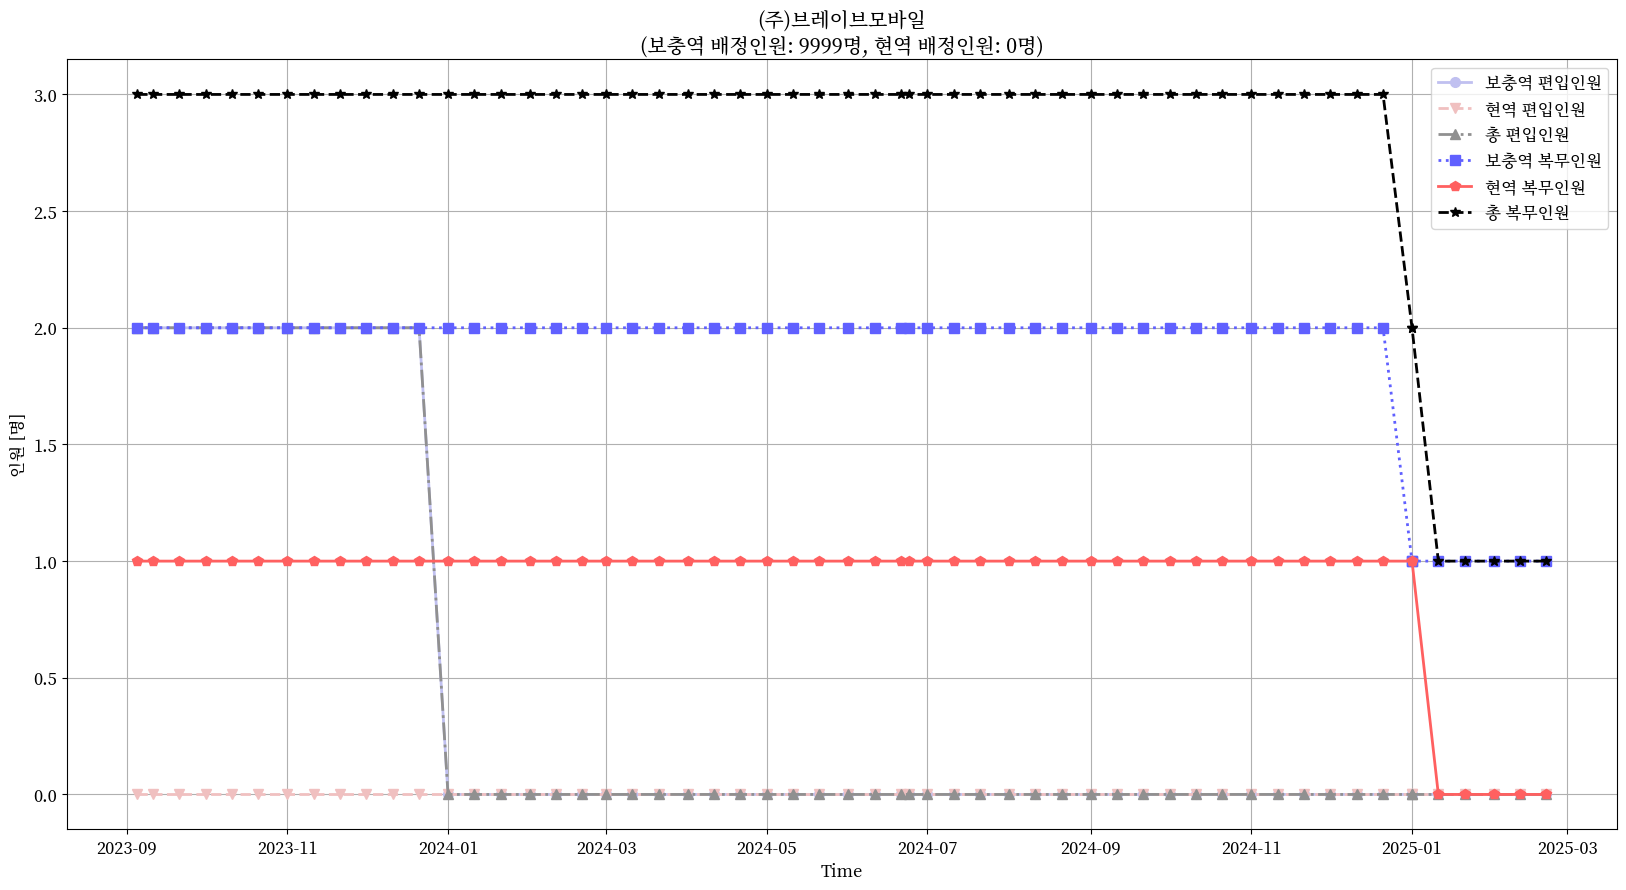 (주)브레이브모바일
(보충역 배정인원: 9999명, 현역 배정인원: 0명)
3.0
2.5
2.0
1.5
1.0
0.5
0.0
인원 [명]
보충역 편입인원
현역 편입인원
총 편입인원
보충역 복무인원
현역 복무인원
총 복무인원
2023-09
2023-11
2024-01
2024-03
2024-05
2024-07
2024-09
2024-11
2025-01
2025-03
Time